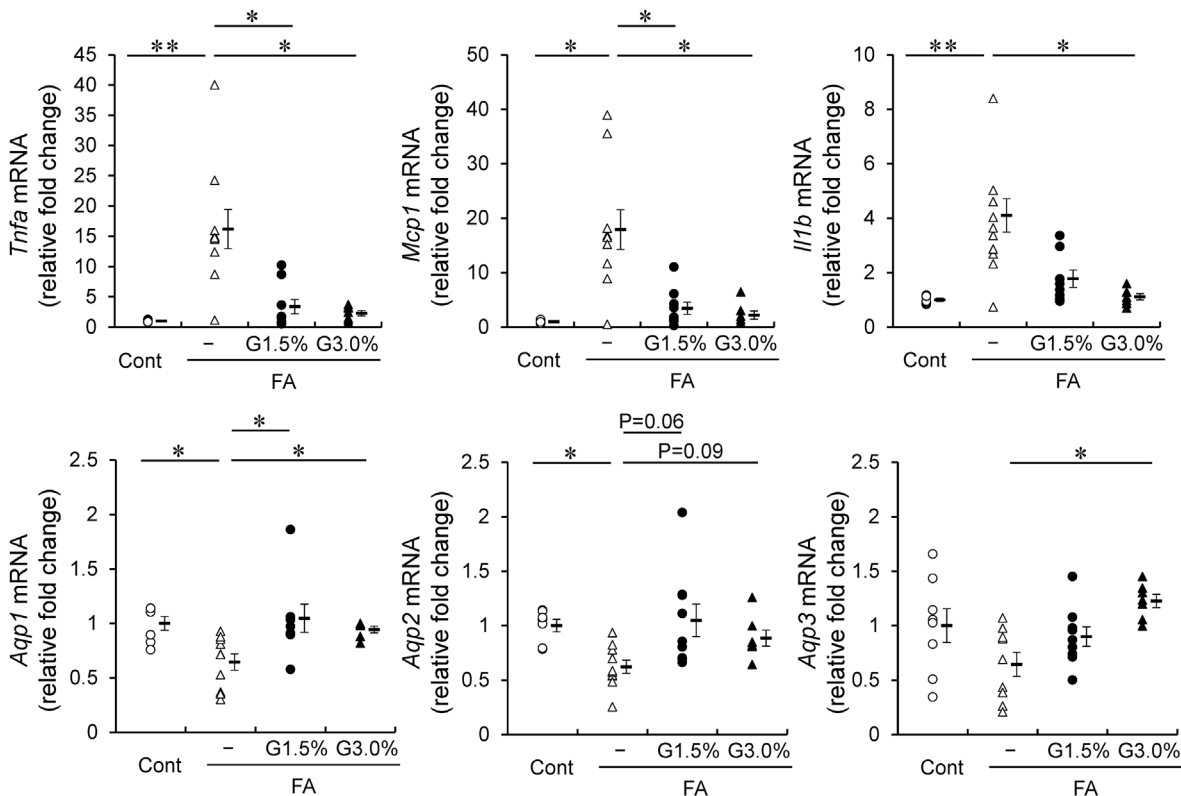 *
** *
45
40
35
30
25
20
15
10
5
0
Tnfa mRNA
(relative fold change)
Cont
– G1.5% G3.0%
FA
*
* *
50
40
30
20
10
0
Mcp1 mRNA
(relative fold change)
Cont
– G1.5% G3.0%
FA
** *
10
8
6
4
2
0
Il1b mRNA
(relative fold change)
Cont
– G1.5% G3.0%
FA
*
* *
2.5
2
1.5
1
0.5
0
Aqp1 mRNA
(relative fold change)
Cont
– G1.5% G3.0%
FA
P=0.06
* P=0.09
2.5
2
1.5
1
0.5
0
Aqp2 mRNA
(relative fold change)
Cont
– G1.5% G3.0%
FA
*
2.5
2
1.5
1
0.5
0
Aqp3 mRNA
(relative fold change)
Cont
– G1.5% G3.0%
FA